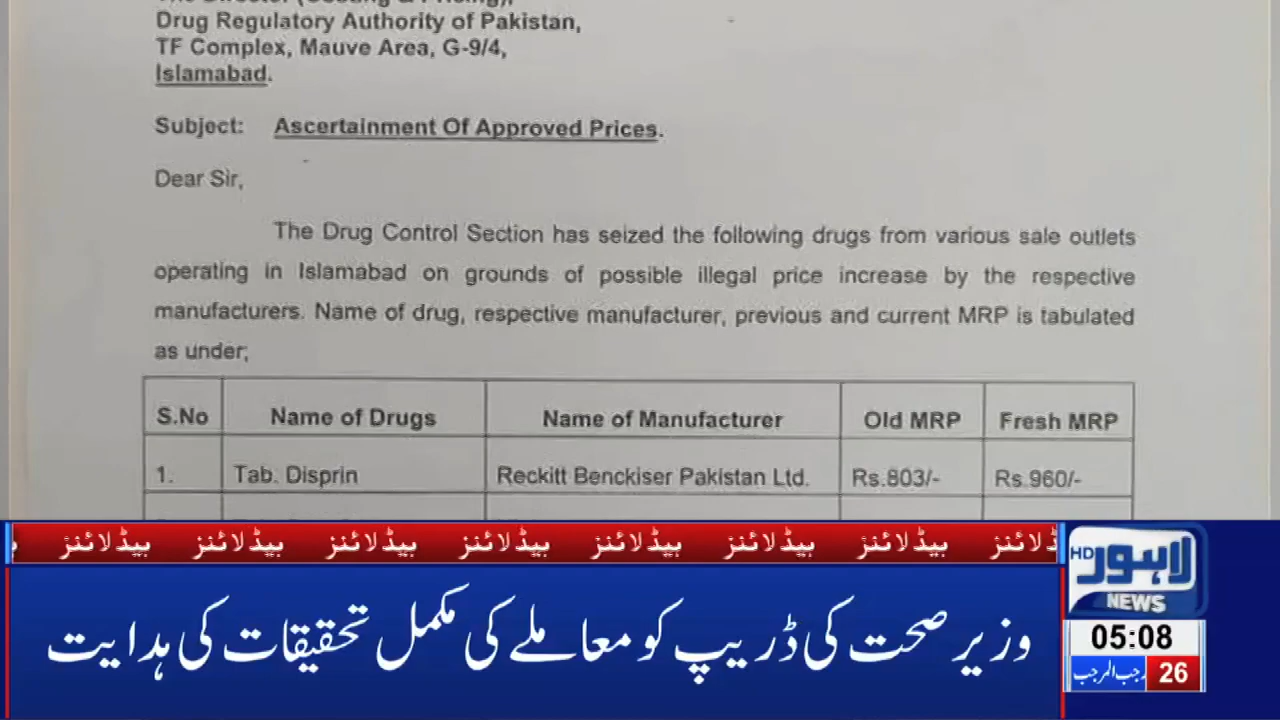 The Director (Costing & Pricing),
Drug Regulatory Authority of Pakistan,
TF Complex, Mauve Area, G-9/4,
Islamabad.
Subject: Ascertainment Of Approved Prices.
Dear Sir,
The Drug Control Section has seized the following drugs from various sale outlets
operating in Islamabad on grounds of possible illegal price increase by the respective
manufacturers. Name of drug, respective manufacturer, previous and current MRP is tabulated
as under;
S.No Name of Drugs Name of Manufacturer Old MRP Fresh MRP
1. Tab. Disprin Reckitt Benckiser Pakistan Ltd. Rs.803/- Rs.960/-
ہیڈلائنز ہیڈلائنز ہیڈلائنز ہیڈلائنز ہیڈلائنز ہیڈلائنز ہیڈلائنز ڈلائنز
وزیر صحت کی ڈریپ کو معاملے کی مکمل تحقیقات کی ہدایت
لاہور HD
NEWS
05:08
رجب المرجب 26